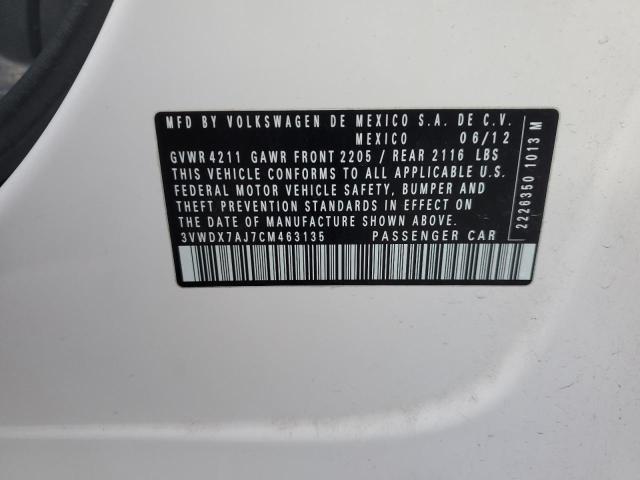 MFD BY VOLKSWAGEN DE MEXICO S.A. DE C.V.
MEXICO 06/12
GVWR 4211 GAWR FRONT 2205 / REAR 2116 LBS
THIS VEHICLE CONFORMS TO ALL APPLICABLE U.S.
FEDERAL MOTOR VEHICLE SAFETY, BUMPER AND
THEFT PREVENTION STANDARDS IN EFFECT ON
THE DATE OF MANUFACTURE SHOWN ABOVE.
3VWDX7AJ7CM463135 PASSENGER CAR
2226350 1013 M